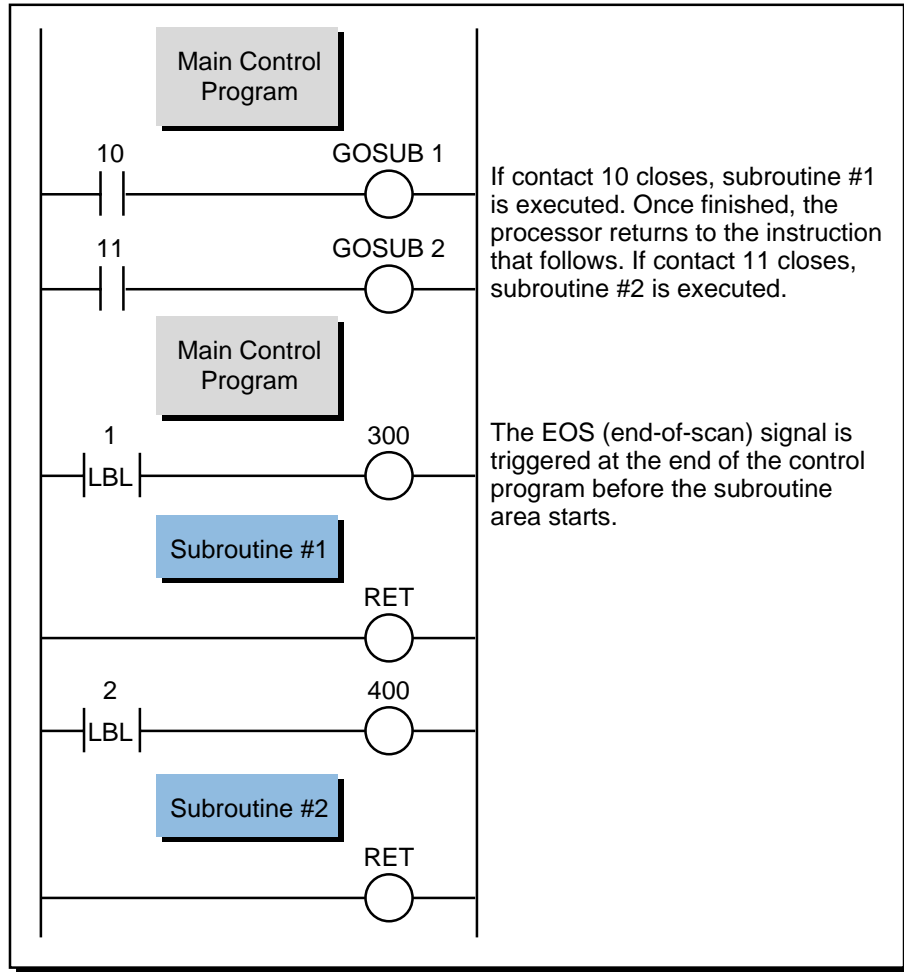 Main Control
Program
10
GOSUB 1
If contact 10 closes, subroutine #1
is executed. Once finished, the
processor returns to the instruction
that follows. If contact 11 closes,
subroutine #2 is executed.
11
GOSUB 2
Main Control
Program
1
300
LBL
The EOS (end-of-scan) signal is
triggered at the end of the control
program before the subroutine
area starts.
Subroutine #1
RET
2
400
LBL
Subroutine #2
RET